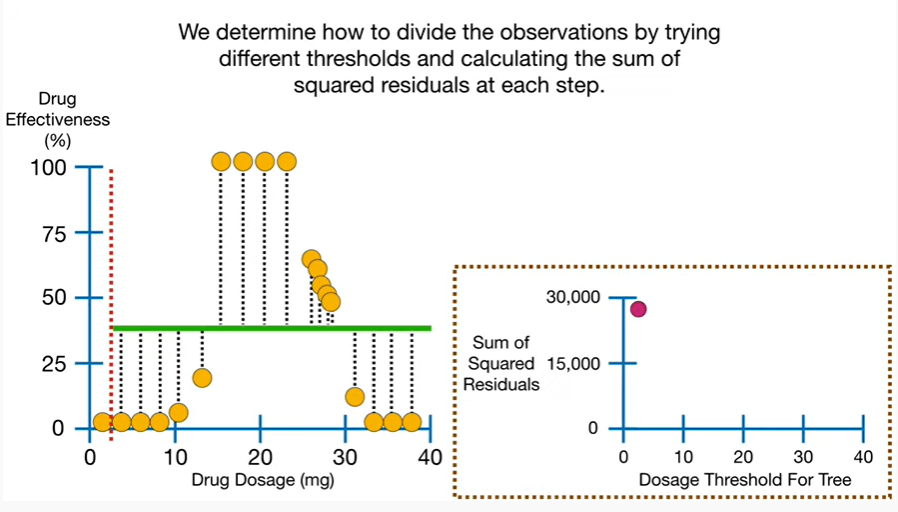 We determine how to divide the observations by trying
different thresholds and calculating the sum of
squared residuals at each step.
Drug
Effectiveness
(%)
100
75
50
25
0
0 10 20 30 40
Drug Dosage (mg)
Sum of
Squared
Residuals
30,000
15,000
0
0 10 20 30 40
Dosage Threshold For Tree